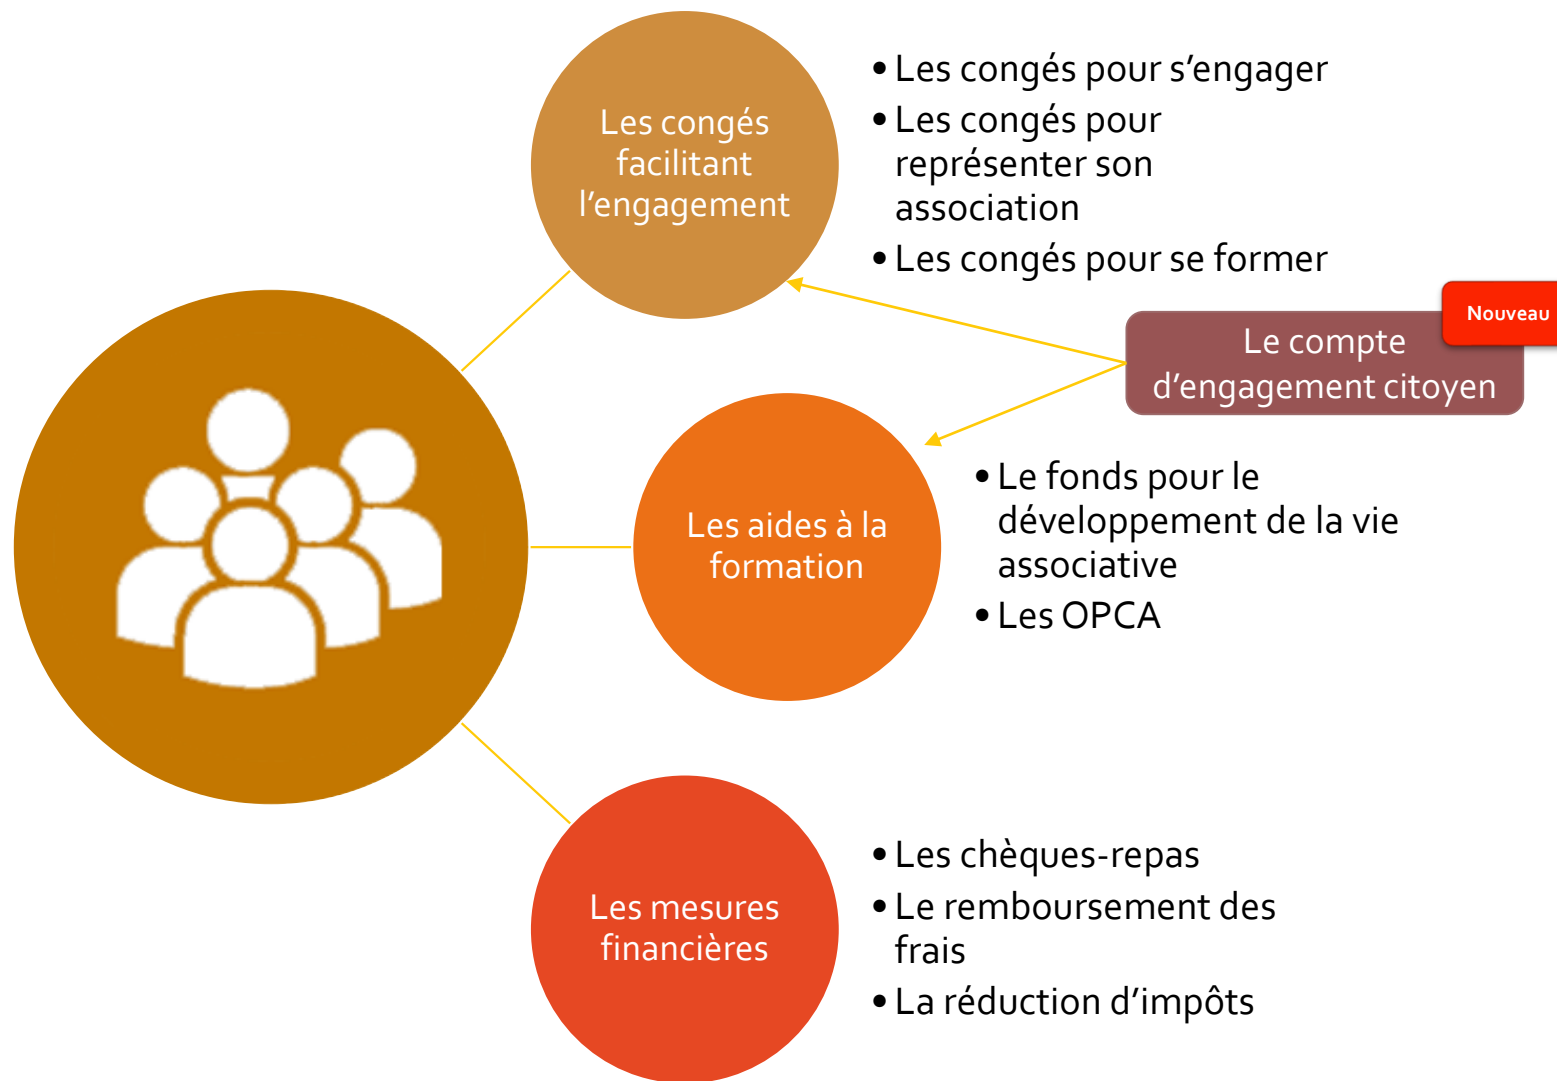 Les congés
facilitant
l’engagement
• Les congés pour s’engager
• Les congés pour
représenter son
association
• Les congés pour se former
Nouveau
Le compte
d’engagement citoyen
Les aides à la
formation
• Le fonds pour le
développement de la vie
associative
• Les OPCA
Les mesures
financières
• Les chèques-repas
• Le remboursement des
frais
• La réduction d’impôts